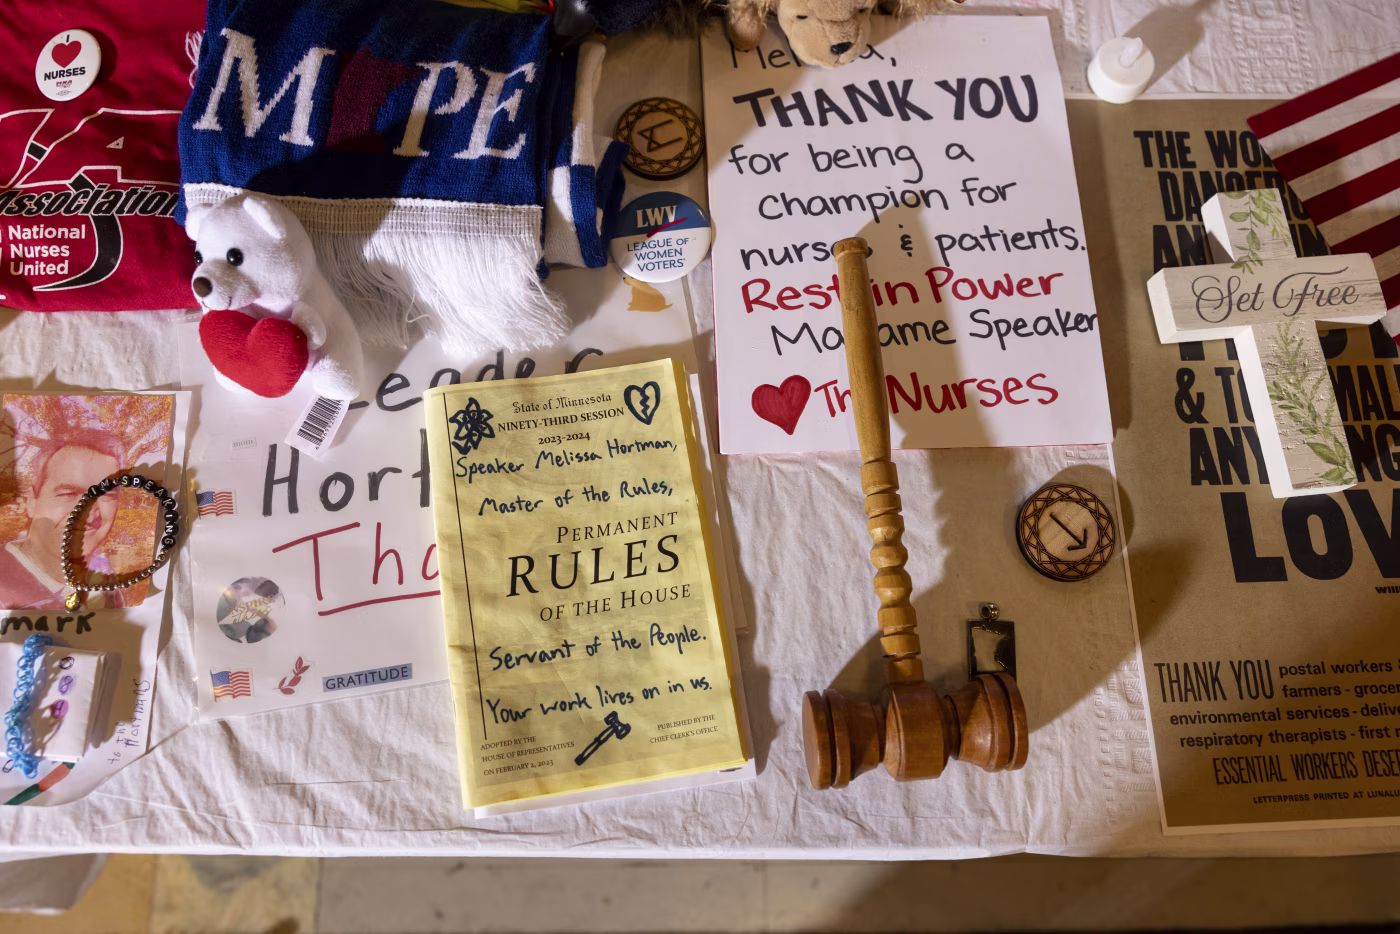 NURSES
Association
National
Nurses
United
M PE
LWV
LEAGUE OF
WOMEN
VOTERS®
THANK YOU
for being a
champion for
nurses & patients.
Rest in Power
Madame Speaker
The Nurses
THE
&
ANY
LOV
Set Free
THANK YOU postal workers
farmers - grocer
environmental services - delive
respiratory therapists - first r
ESSENTIAL WORKERS DESE
LETTERPRESS PRINTED AT
Leader
Hort
Tha
GRATITUDE
State of Minnesota
NINETY-THIRD SESSION
2023-2024
Speaker Melissa Hortman,
Master of the Rules,
PERMANENT
RULES
OF THE HOUSE
Servant of the People.
Your work lives on in us.
ADOPTED BY THE
HOUSE OF REPRESENTATIVES
ON FEBRUARY 2, 2023
PUBLISHED BY THE
CHIEF CLERK'S OFFICE
I'M SPEAKING
mark
to the